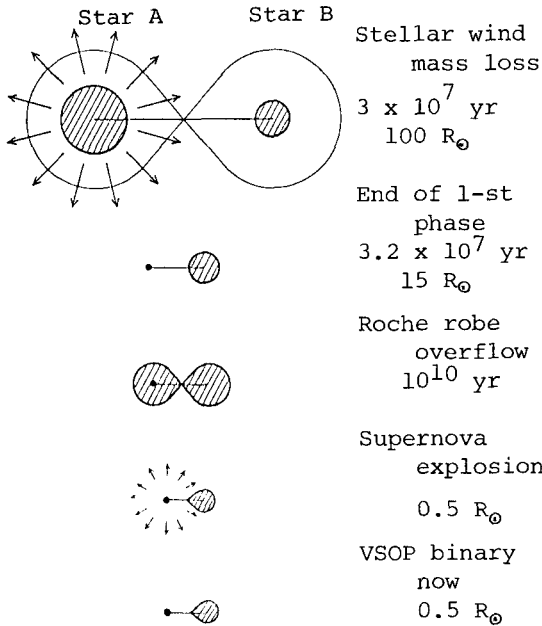 Star A Star B
Stellar wind
mass loss
3 x 10⁷ yr
100 R☉
End of 1-st
phase
3.2 x 10⁷ yr
15 R☉
Roche robe
overflow
10¹⁰ yr
Supernova
explosion
0.5 R☉
VSOP binary
now
0.5 R☉